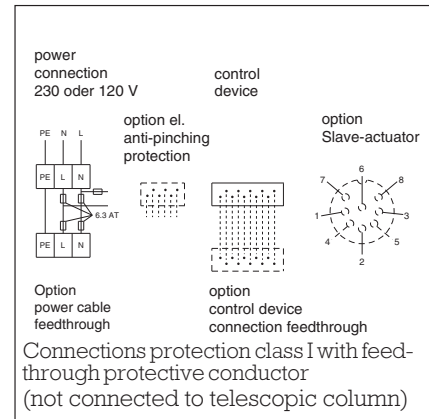 power
connection
230 oder 120 V
control
device
option el.
anti-pinching
protection
option
Slave-actuator
PE N L
PE L N
6.3 AT
PE L N
7 6 8
1 3
4 5
2
Option
power cable
feedthrough
option
control device
connection feedthrough
Connections protection class I with feed-
through protective conductor
(not connected to telescopic column)